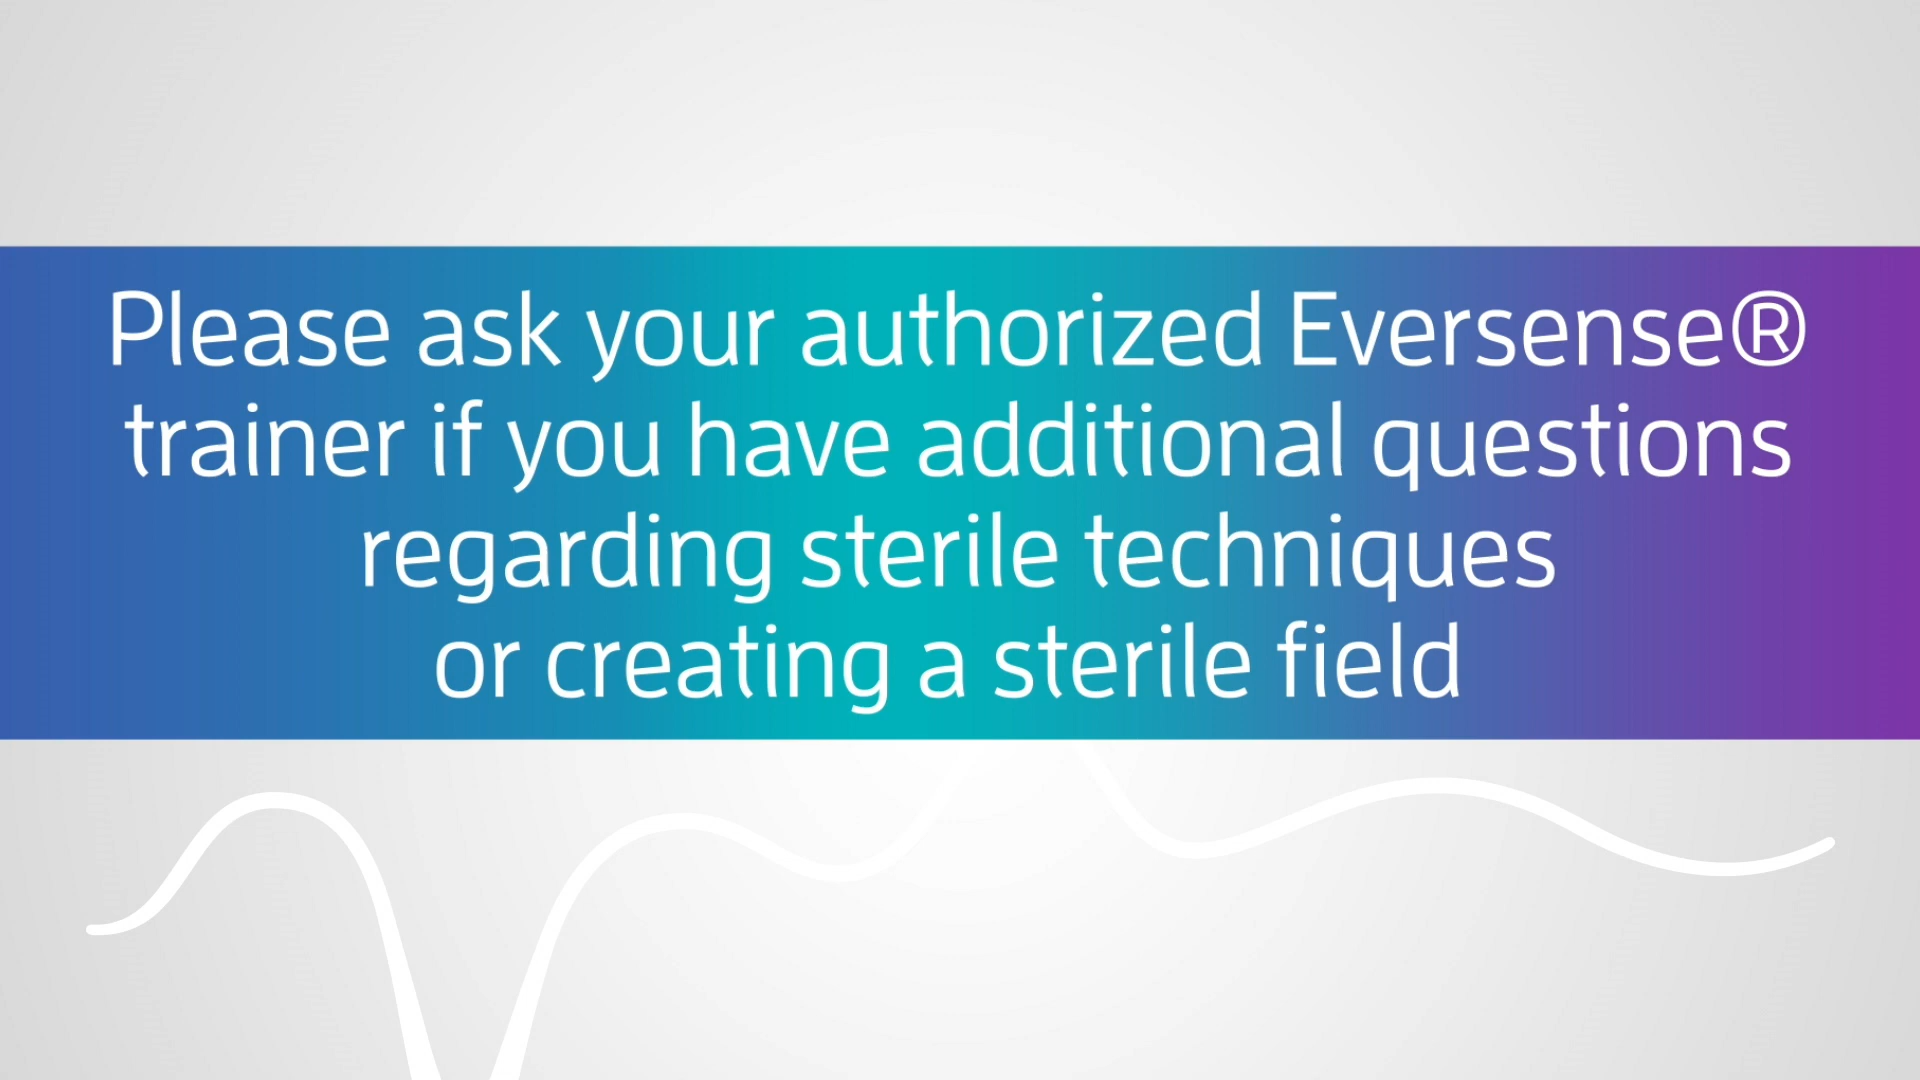 Please ask your authorized Eversense®
trainer if you have additional questions
regarding sterile techniques
or creating a sterile field